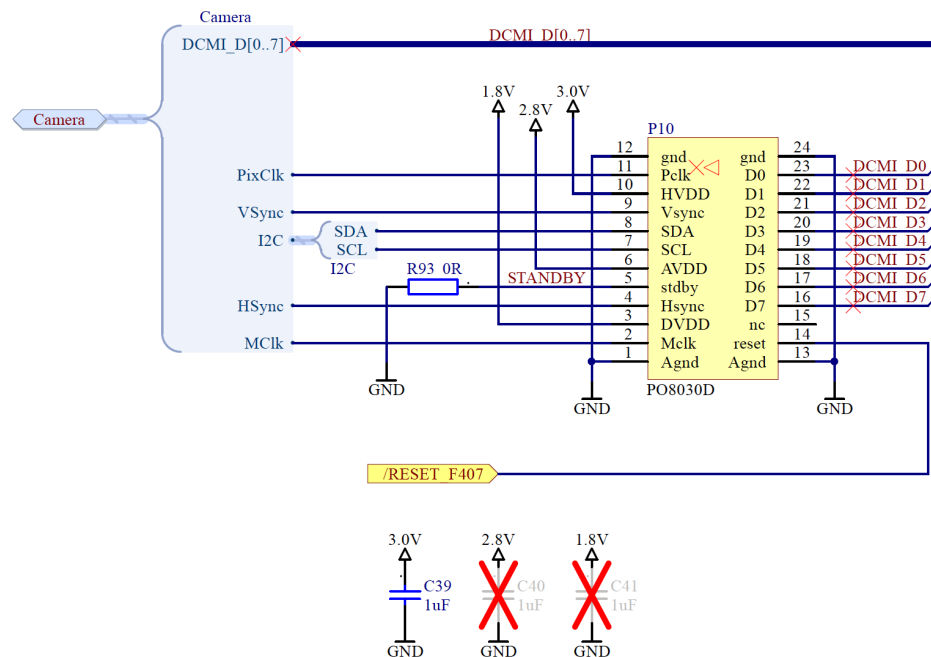 Camera
DCMI_D[0..7]
DCMI_D[0..7]
Camera
1.8V
2.8V
3.0V
P10
12 gnd gnd 24
PixClk 11 Pclk D0 23 DCMI_D0
10 HVDD D1 22 DCMI_D1
VSync 9 Vsync D2 21 DCMI_D2
I2C SDA 8 SDA D3 20 DCMI_D3
SCL 7 SCL D4 19 DCMI_D4
I2C 6 AVDD D5 18 DCMI_D5
R93 0R STANDBY 5 stdby D6 17 DCMI_D6
HSync 4 Hsync D7 16 DCMI_D7
3 DVDD nc 15
MClk 2 Mclk reset 14
1 Agnd Agnd 13
GND PO8030D
GND GND
/RESET_F407
3.0V 2.8V 1.8V
C39 C40 C41
1uF 1uF 1uF
GND GND GND